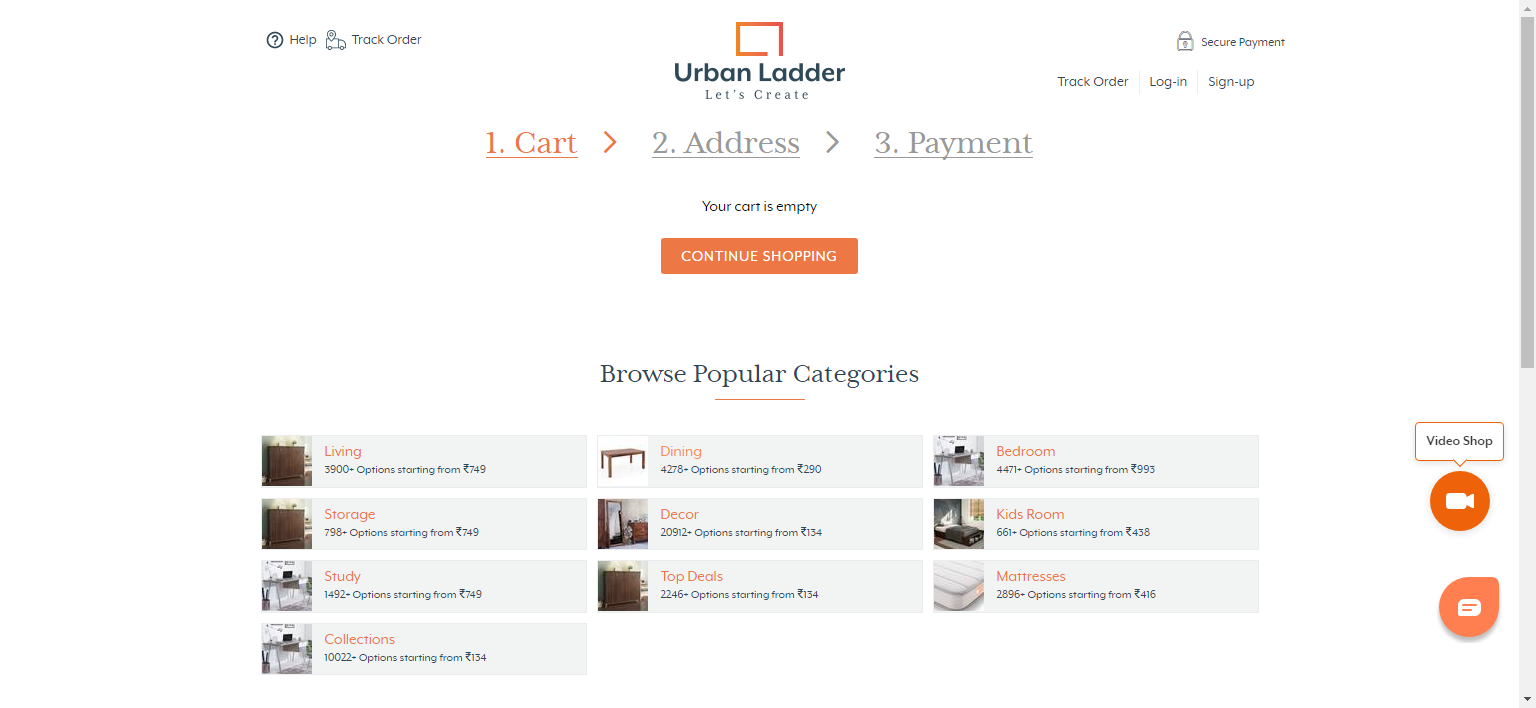 Help
Track Order
Urban Ladder
Let's Create
Secure Payment
Track Order
Log-in
Sign-up
1. Cart
2. Address
3. Payment
Your cart is empty
CONTINUE SHOPPING
Browse Popular Categories
Living
3900+ Options starting from ₹749
Dining
4278+ Options starting from ₹290
Bedroom
4471+ Options starting from ₹993
Storage
798+ Options starting from ₹749
Decor
20912+ Options starting from ₹134
Kids Room
661+ Options starting from ₹438
Study
1492+ Options starting from ₹749
Top Deals
2246+ Options starting from ₹134
Mattresses
2896+ Options starting from ₹416
Collections
10022+ Options starting from ₹134
Video Shop